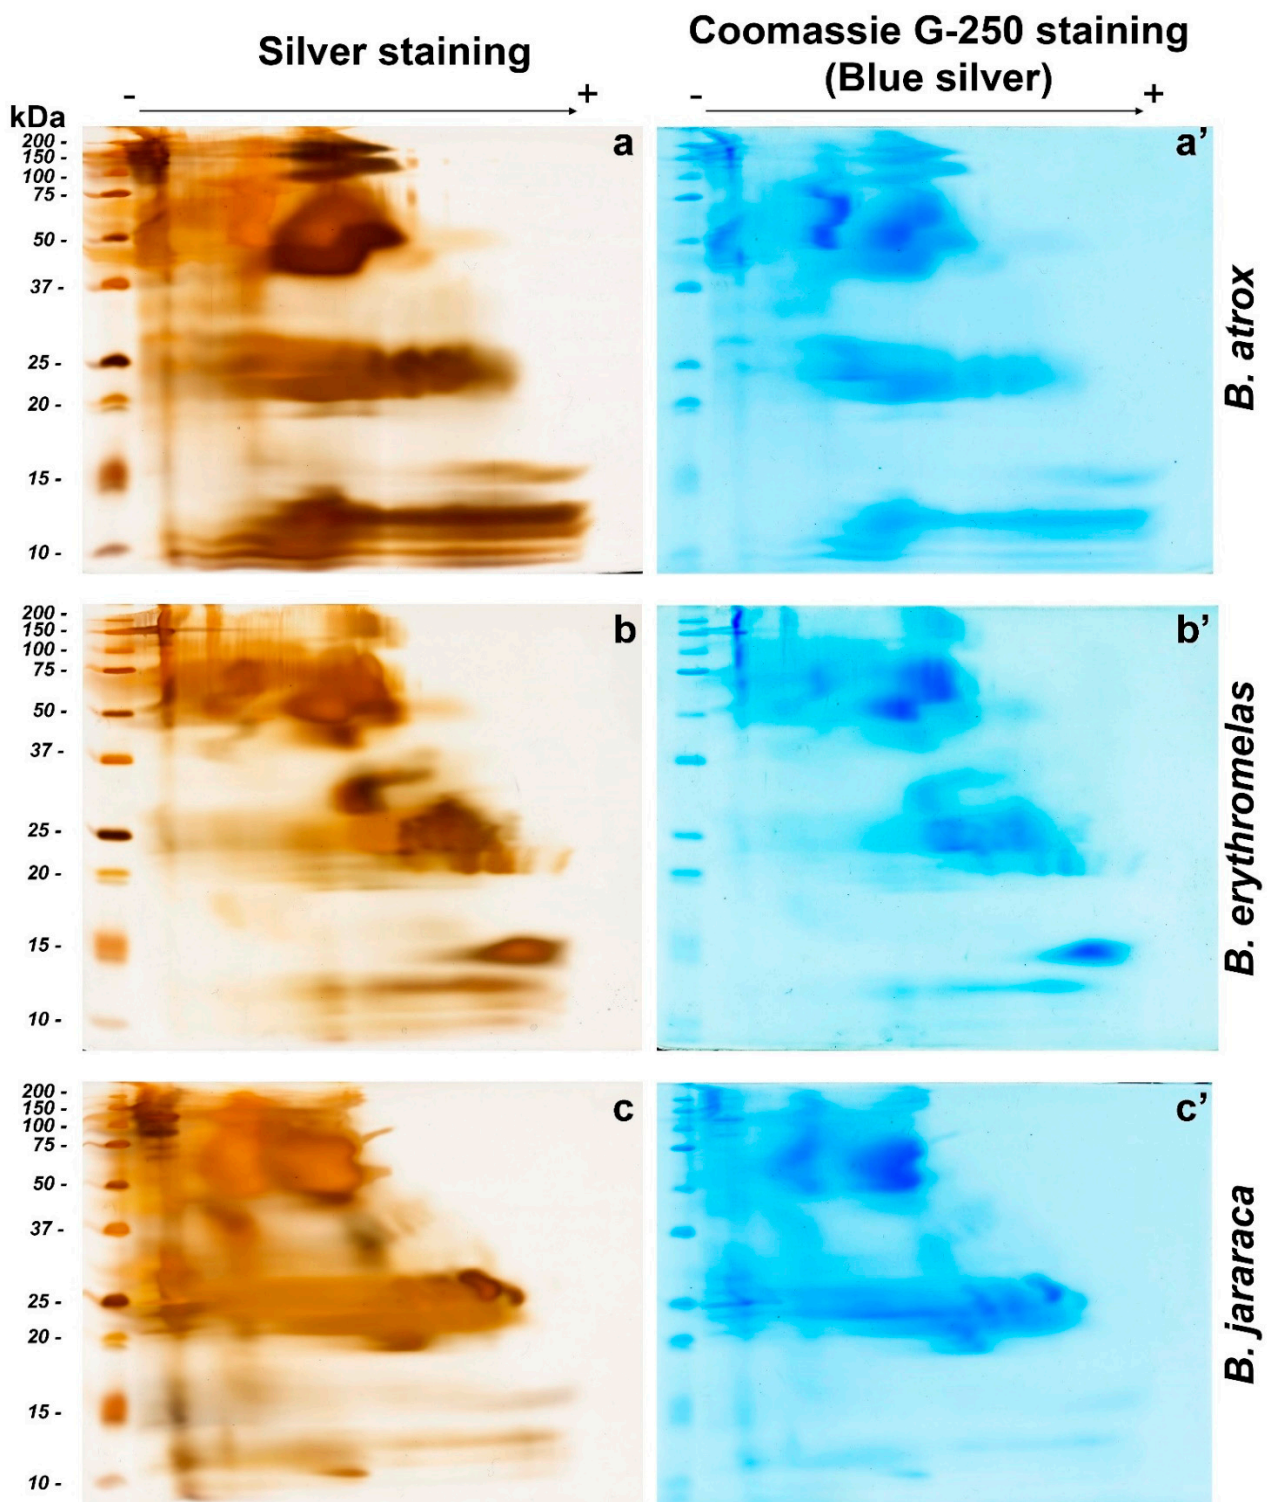 Silver staining
Coomassie G-250 staining
(Blue silver)
- +
- +
kDa
200 -
150 -
100 -
75 -
50 -
37 -
25 -
20 -
15 -
10 -
a
a’
B. atrox
200 -
150 -
100 -
75 -
50 -
37 -
25 -
20 -
15 -
10 -
b
b’
B. erythromelas
200 -
150 -
100 -
75 -
50 -
37 -
25 -
20 -
15 -
10 -
c
c’
B. jararaca